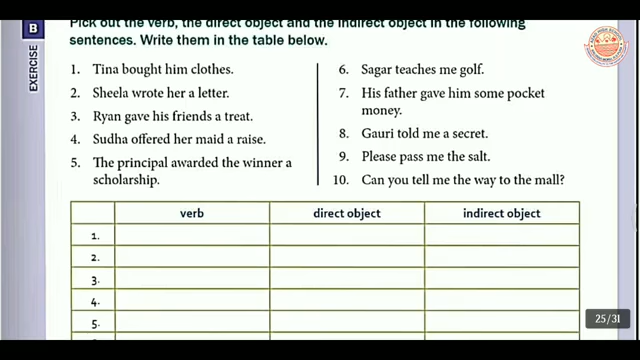 B
EXERCISE
Pick out the verb, the direct object and the indirect object in the following
sentences. Write them in the table below.
1. Tina bought him clothes.
2. Sheela wrote her a letter.
3. Ryan gave his friends a treat.
4. Sudha offered her maid a raise.
5. The principal awarded the winner a
scholarship.
6. Sagar teaches me golf.
7. His father gave him some pocket
money.
8. Gauri told me a secret.
9. Please pass me the salt.
10. Can you tell me the way to the mall?
verb direct object indirect object
1.
2.
3.
4.
5.
25/31